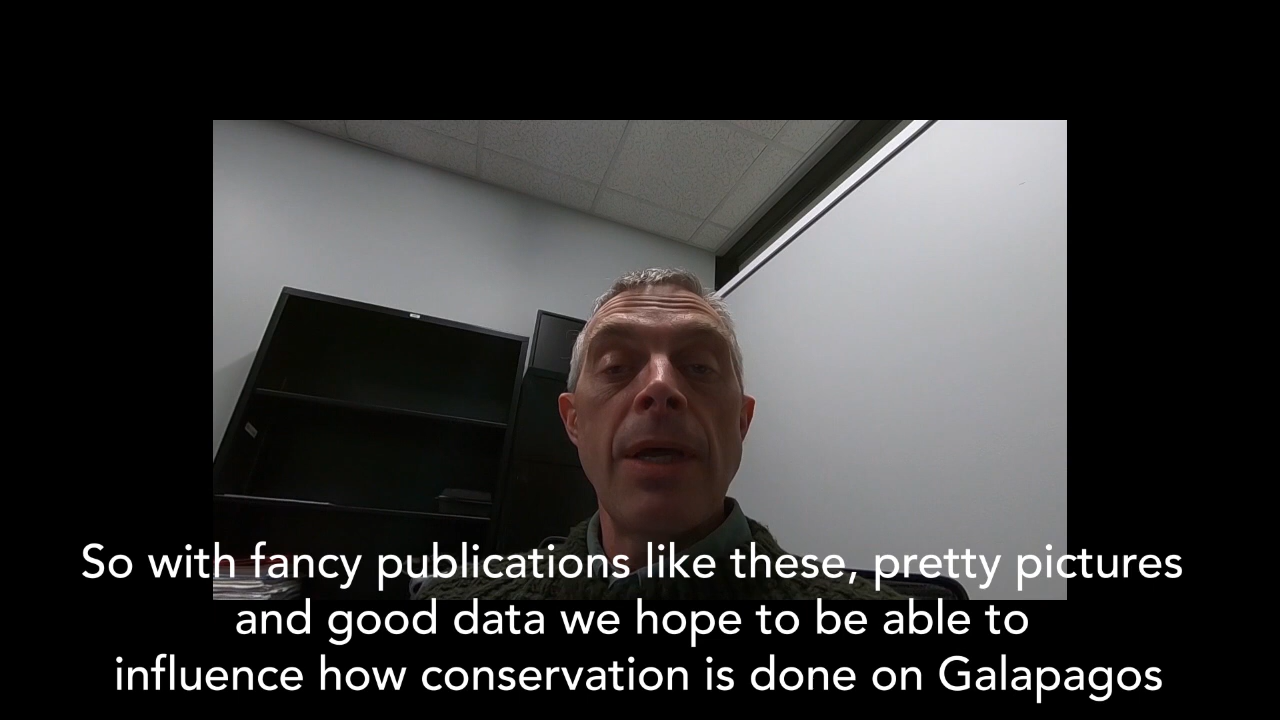 So with fancy publications like these, pretty pictures
and good data we hope to be able to
influence how conservation is done on Galapagos